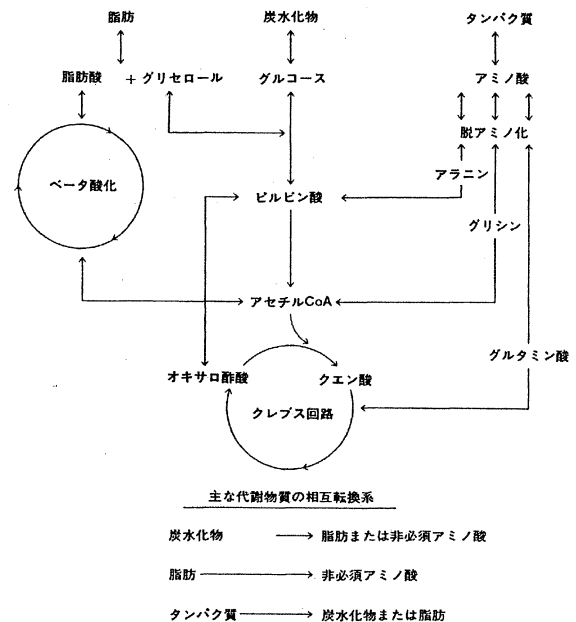 脂肪 炭水化物 タンパク質
脂肪酸 + グリセロール グルコース アミノ酸
脱アミノ化
ベータ酸化
アラニン
ピルビン酸
グリシン
アセチルCoA
グルタミン酸
オキサロ酢酸 クエン酸
クレブス回路
主な代謝物質の相互転換系
炭水化物 → 脂肪または非必須アミノ酸
脂肪 → 非必須アミノ酸
タンパク質 → 炭水化物または脂肪